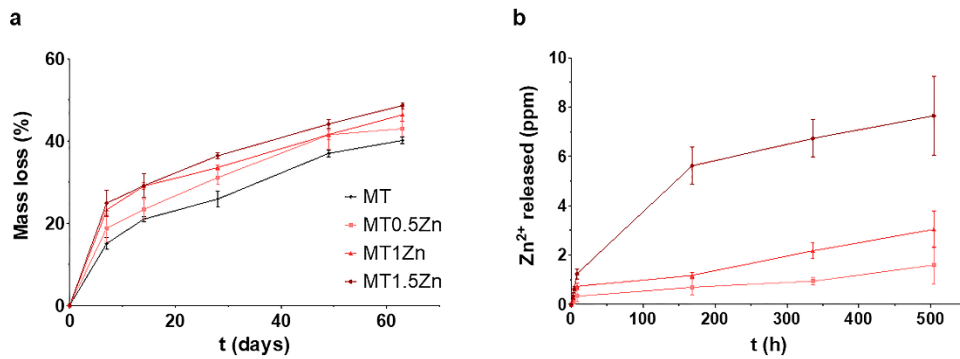 a
60
40
20
0
Mass loss (%)
0
20
40
60
t (days)
MT
MT0.5Zn
MT1Zn
MT1.5Zn
b
10
8
6
4
2
0
Zn²⁺ released (ppm)
0
100
200
300
400
500
t (h)